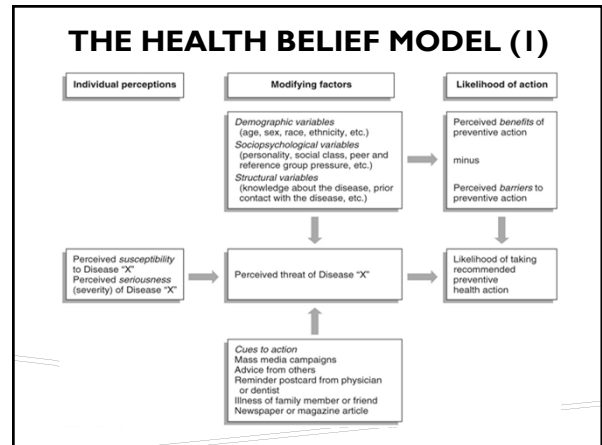 THE HEALTH BELIEF MODEL (1)
Individual perceptions
Modifying factors
Likelihood of action
Demographic variables
(age, sex, race, ethnicity, etc.)
Sociopsychological variables
(personality, social class, peer and
reference group pressure, etc.)
Structural variables
(knowledge about the disease, prior
contact with the disease, etc.)
Perceived benefits of
preventive action
minus
Perceived barriers to
preventive action
Perceived susceptibility
to Disease "X"
Perceived seriousness
(severity) of Disease "X"
Perceived threat of Disease "X"
Likelihood of taking
recommended
preventive
health action
Cues to action
Mass media campaigns
Advice from others
Reminder postcard from physician
or dentist
Illness of family member or friend
Newspaper or magazine article